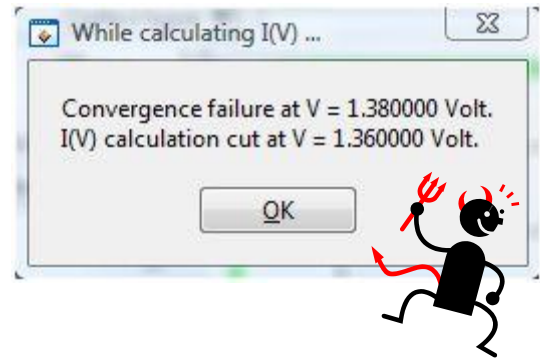 While calculating I(V) ...
Convergence failure at V = 1.380000 Volt.
I(V) calculation cut at V = 1.360000 Volt.
OK